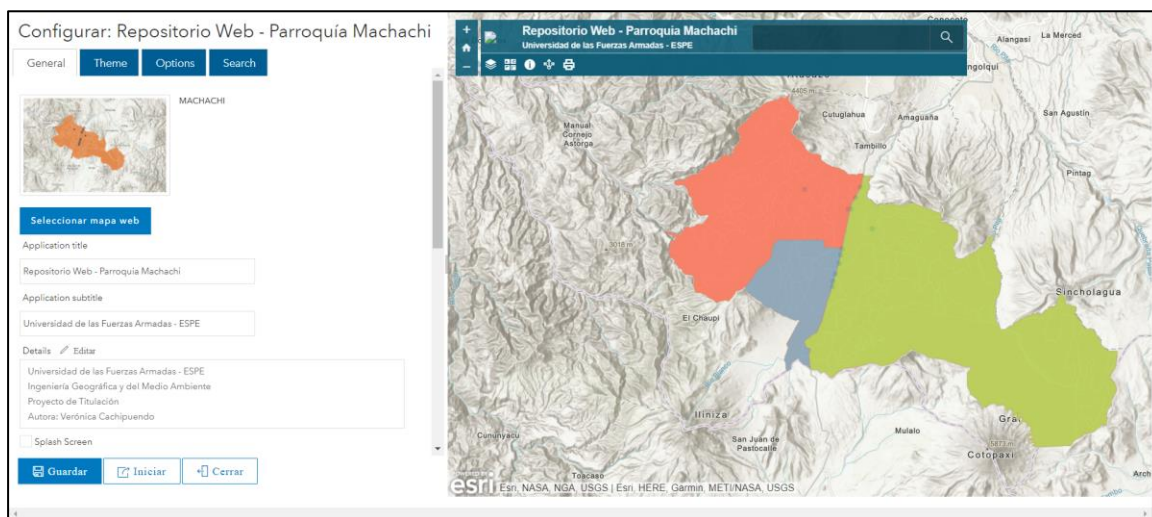 Configurar: Repositorio Web - Parroquía Machachi
General
Theme
Options
Search
MACHACHI
Seleccionar mapa web
Application title
Repositorio Web - Parroquia Machachi
Application subtitle
Universidad de las Fuerzas Armadas - ESPE
Details Editar
Universidad de las Fuerzas Armadas - ESPE
Ingeniería Geográfica y del Medio Ambiente
Proyecto de Titulación
Autora: Verónica Cachipuendo
Splash Screen
Guardar
Iniciar
Cerrar
Repositorio Web - Parroquia Machachi
Universidad de las Fuerzas Armadas - ESPE
Alangasí
La Merced
4405 m
Cutuglahua
Amaguaña
San Agustín
Manuel
Cornejo
Astorga
Tambillo
Pintag
3018 m
Sincholagua
El Chaupi
Iliniza
Mulalo
San Juan de
Pastocalle
5873 m
Cotopaxi
Cununyacu
Toacaso
esri
Esri, NASA, NGA, USGS | Esri, HERE, Garmin, METI/NASA, USGS